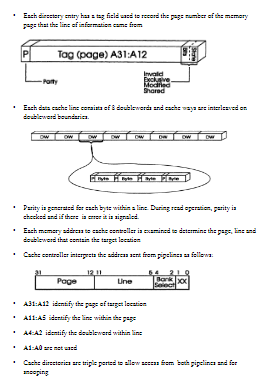 Each directory entry has a tag field used to record the page number of the memory
page that the line of information came from
P Tag (page) A31:A12
Parity
Invalid
Exclusive
Modified
Shared
Each data cache line consists of 8 doublewords and cache ways are interleaved on
doubleword boundaries.
DW DW DW DW DW DW DW DW
P Byte P Byte P Byte P Byte
Parity is generated for each byte within a line. During read operation, parity is
checked and if there is error it is signaled.
Each memory address to cache controller is examined to determine the page, line and
doubleword that contain the target location
Cache controller interprets the address sent from pipelines as follows:
31 12 11 5 4 2 1 0
Page Line Bank XX
Select
A31:A12 identify the page of target location
A11:A5 identify the line within the page
A4:A2 identify the doubleword within line
A1:A0 are not used
Cache directories are triple ported to allow access from both pipelines and for
snooping